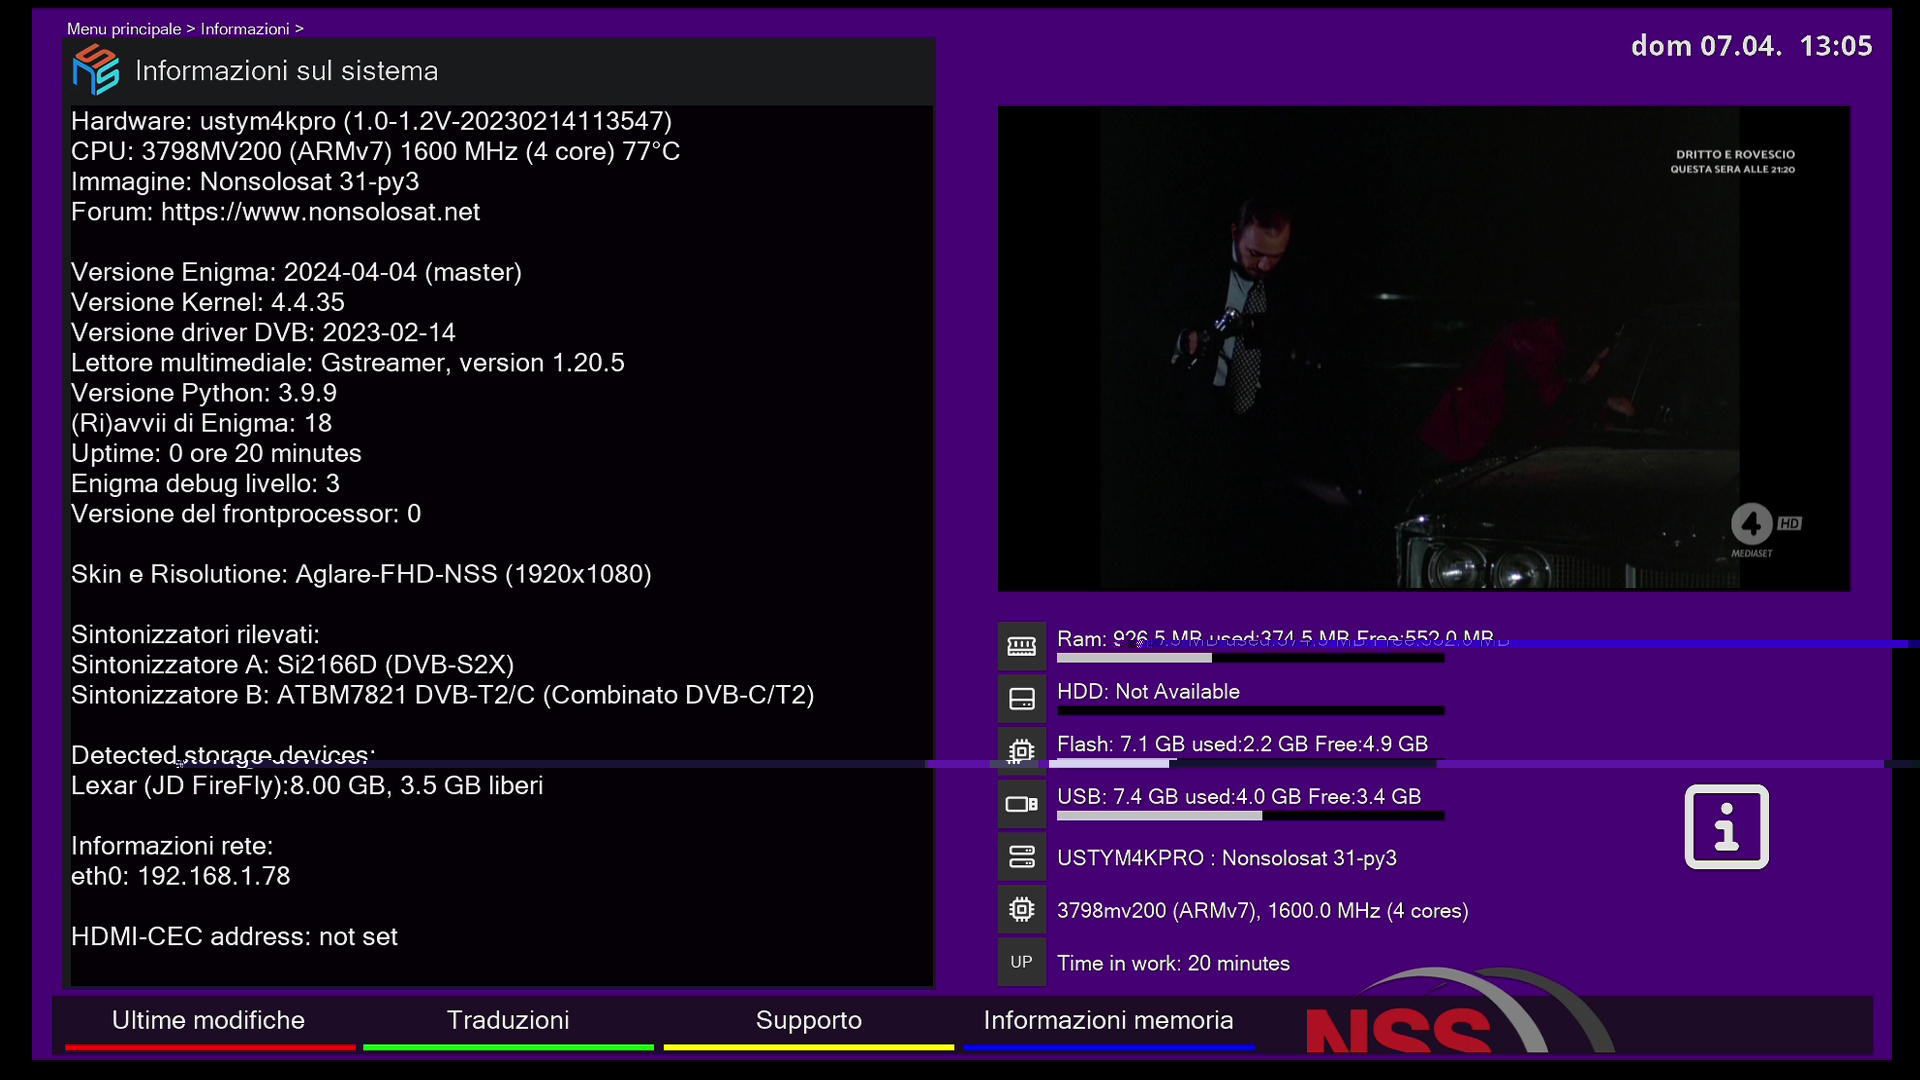 Menu principale > Informazioni >
Informazioni sul sistema
dom 07.04. 13:05
Hardware: ustym4kpro (1.0-1.2V-20230214113547)
CPU: 3798MV200 (ARMv7) 1600 MHz (4 core) 77°C
Immagine: Nonsolosat 31-py3
Forum: https://www.nonsolosat.net
Versione Enigma: 2024-04-04 (master)
Versione Kernel: 4.4.35
Versione driver DVB: 2023-02-14
Lettore multimediale: Gstreamer, version 1.20.5
Versione Python: 3.9.9
(Ri)avvii di Enigma: 18
Uptime: 0 ore 20 minutes
Enigma debug livello: 3
Versione del frontprocessor: 0
Skin e Risolutione: Aglare-FHD-NSS (1920x1080)
Sintonizzatori rilevati:
Sintonizzatore A: Si2166D (DVB-S2X)
Sintonizzatore B: ATBM7821 DVB-T2/C (Combinato DVB-C/T2)
Detected storage devices:
Lexar (JD FireFly):8.00 GB, 3.5 GB liberi
Informazioni rete:
eth0: 192.168.1.78
HDMI-CEC address: not set
DRITTO E ROVESCIO
QUESTA SERA ALLE 21:20
4 HD
MEDIASET
Ram: 926.5 MB used:374.5 MB Free:552.0 MB
HDD: Not Available
Flash: 7.1 GB used:2.2 GB Free:4.9 GB
USB: 7.4 GB used:4.0 GB Free:3.4 GB
USTYM4KPRO : Nonsolosat 31-py3
3798mv200 (ARMv7), 1600.0 MHz (4 cores)
UP Time in work: 20 minutes
Ultime modifiche
Traduzioni
Supporto
Informazioni memoria
NSS